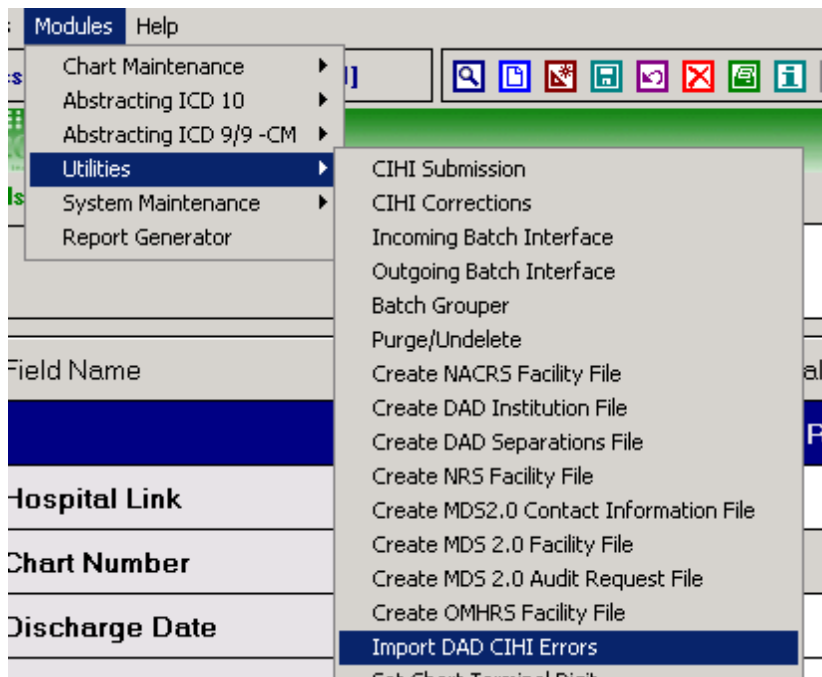 Modules Help
Chart Maintenance
Abstracting ICD 10
Abstracting ICD 9/9 -CM
Utilities
System Maintenance
Report Generator
CIHI Submission
CIHI Corrections
Incoming Batch Interface
Outgoing Batch Interface
Batch Grouper
Purge/Undelete
Create NACRS Facility File
Create DAD Institution File
Create DAD Separations File
Create NRS Facility File
Create MDS2.0 Contact Information File
Create MDS 2.0 Facility File
Create MDS 2.0 Audit Request File
Create OMHRS Facility File
Import DAD CIHI Errors
Set Chart Terminal Digit
Field Name
Hospital Link
Chart Number
Discharge Date